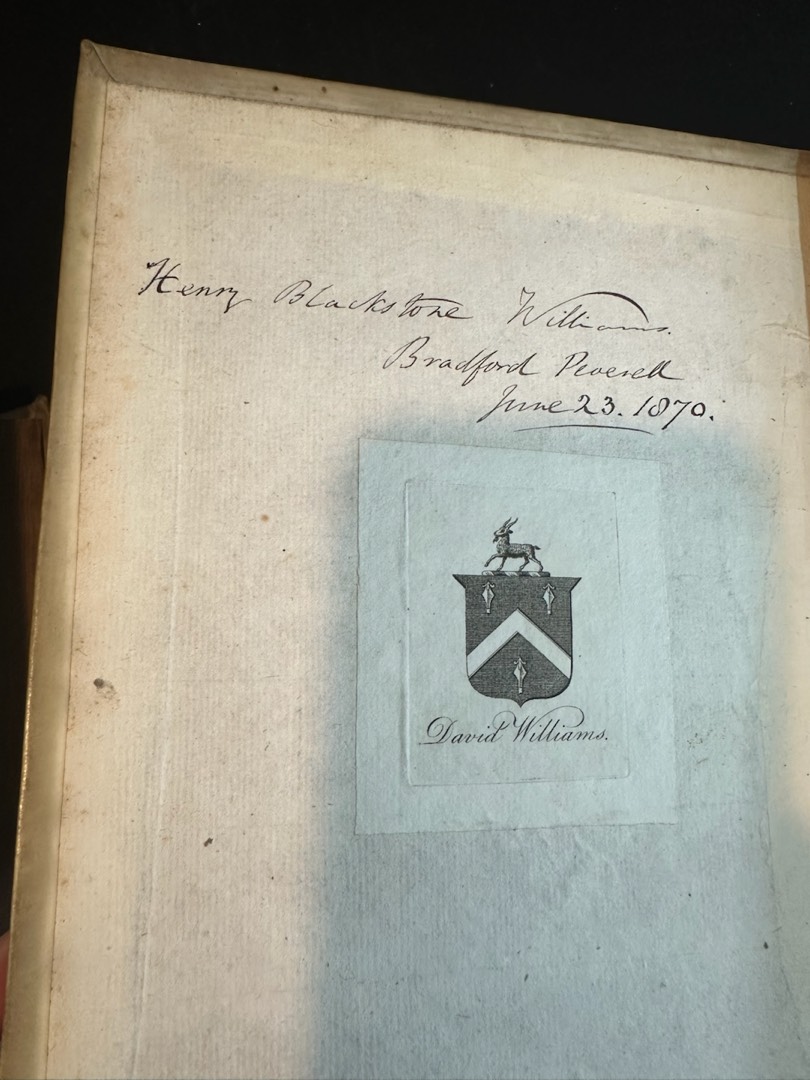 Henry Blackstone Williams.
Bradford Peverell
June 23. 1870.
David Williams.